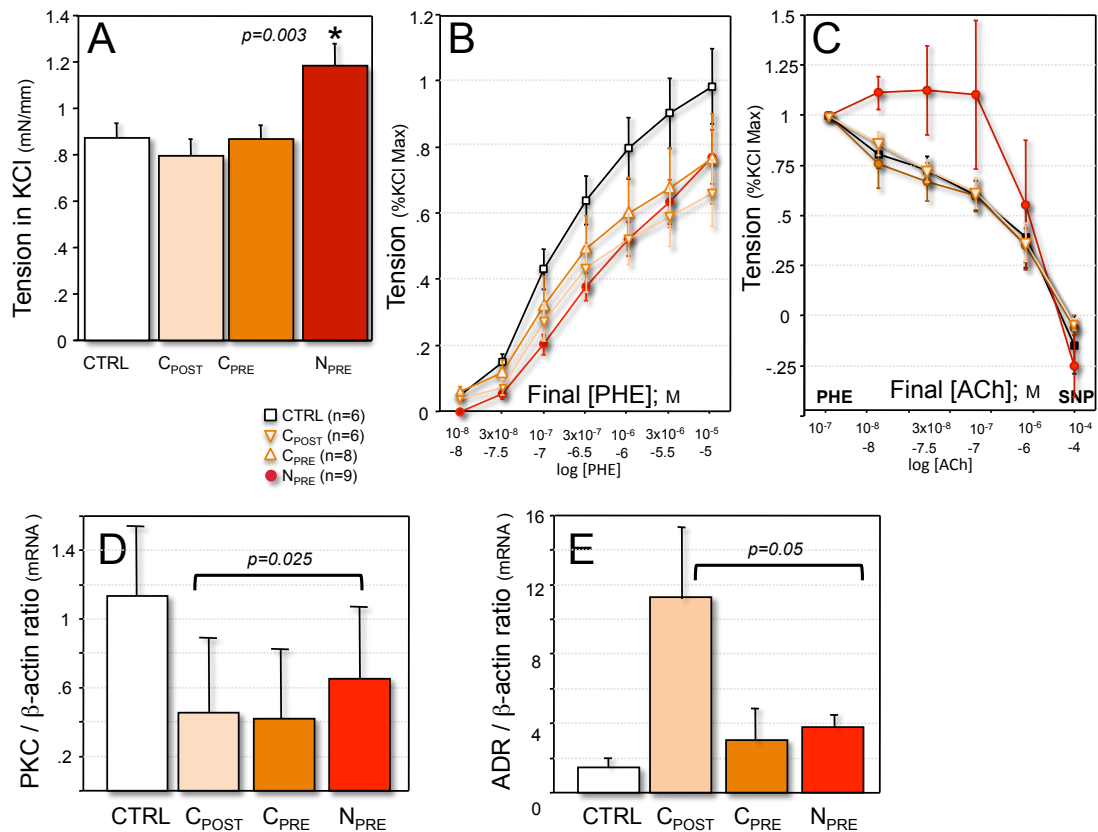 A
Tension in KCl (mN/mm)
1.4
1.2
1
.8
.6
.4
.2
0
p=0.003
*
CTRL CPOST CPRE NPRE
CTRL (n=6)
CPOST (n=6)
CPRE (n=8)
NPRE (n=9)
B
Tension (%KCl Max)
1.2
1
.8
.6
.4
.2
0
Final [PHE]; M
10-8 3x10-8 10-7 3x10-7 10-6 3x10-6 10-5
-8 -7.5 -7 -6.5 -6 -5.5 -5
log [PHE]
C
Tension (%KCl Max)
1.25
1
0.75
.5
.25
0
-.25
Final [ACh]; M
PHE SNP
10-7 10-8 10-7 10-6 10-4
-8 -7.5 -7 -6 -4
log [ACh]
D
PKC / β-actin ratio (mRNA)
1.4
1
.6
.2
p=0.025
CTRL CPOST CPRE NPRE
E
ADR / β-actin ratio (mRNA)
16
12
8
4
0
p=0.05
CTRL CPOST CPRE NPRE